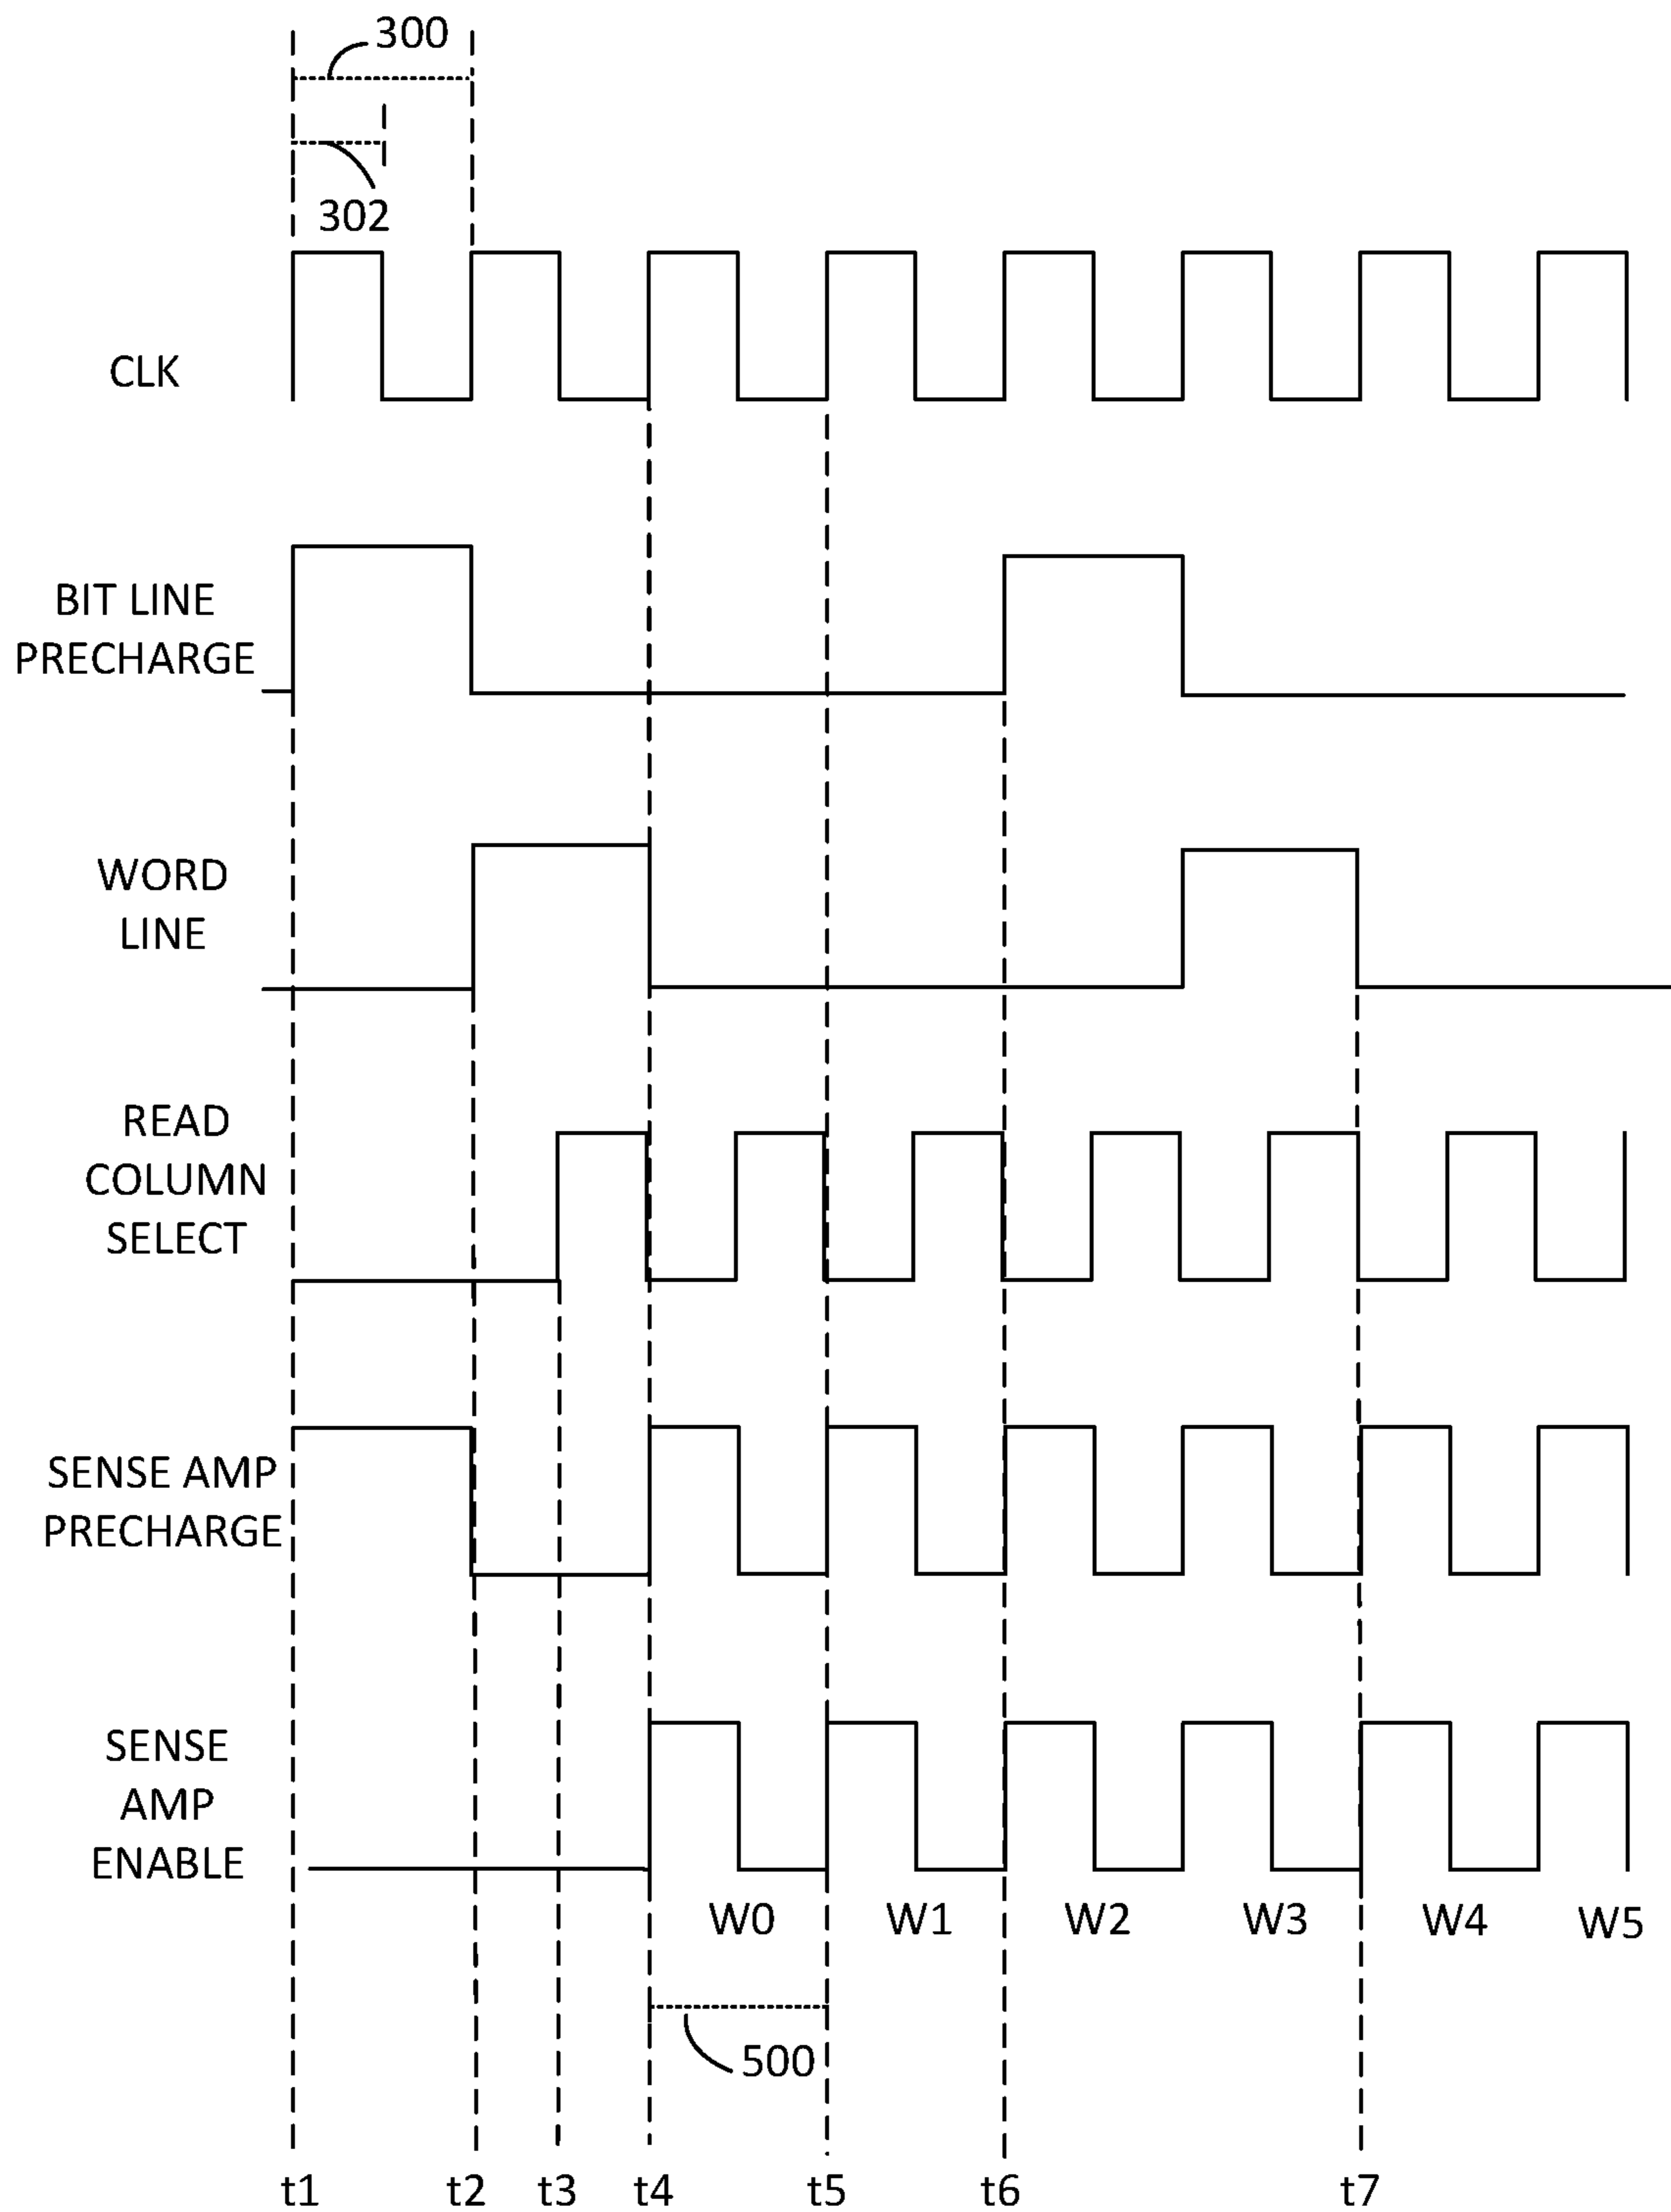 300
302
CLK
BIT LINE
PRECHARGE
WORD
LINE
READ
COLUMN
SELECT
SENSE AMP
PRECHARGE
SENSE
AMP
ENABLE
W0 W1 W2 W3 W4 W5
500
t1 t2 t3 t4 t5 t6 t7